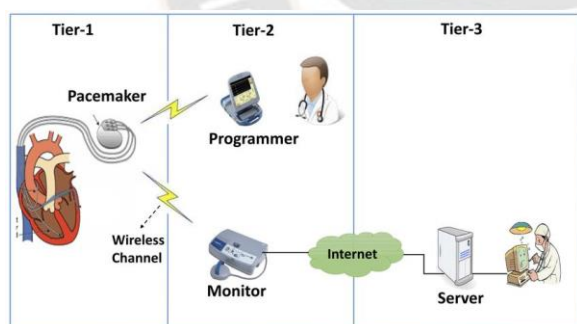 Tier-1
Tier-2
Tier-3
Pacemaker
Programmer
Wireless
Channel
Monitor
Internet
Server